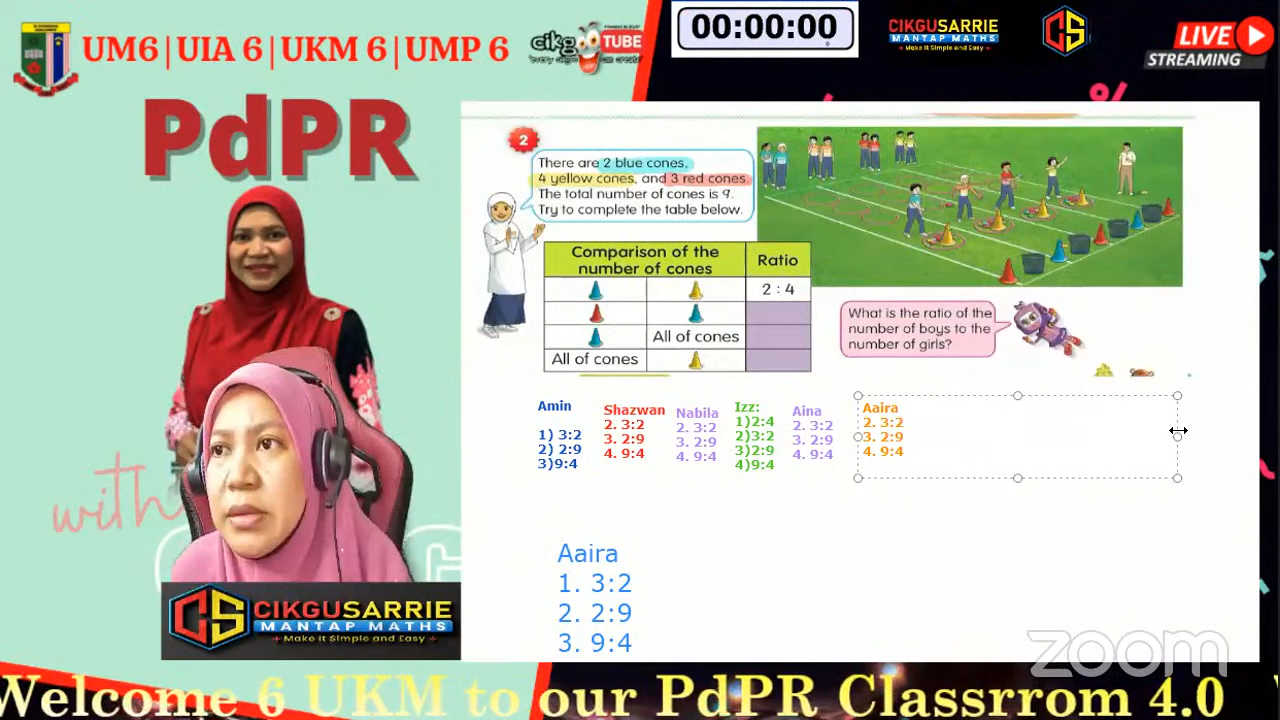 UM6|UA 6|UKM 6|UMP 6
cikgooTUBE
"every cikgu can create"
00:00:00
CIKGUSARRIE
MANTAP MATHS
Make It Simple and Easy
CS
LIVE
STREAMING
PdPR
with
%
2
There are 2 blue cones,
4 yellow cones, and 3 red cones.
The total number of cones is 9.
Try to complete the table below.
Comparison of the number of cones
Ratio
2 : 4
All of cones
All of cones
What is the ratio of the
number of boys to the
number of girls?
Amin
1) 3:2
2) 2:9
3)9:4
Shazwan
2. 3:2
3. 2:9
4. 9:4
Nabila
2. 3:2
3. 2:9
4. 9:4
Izz:
1)2:4
2)3:2
3)2:9
4)9:4
Aina
2. 3:2
3. 2:9
4. 9:4
Aaira
2. 3:2
3. 2:9
4. 9:4
Aaira
1. 3:2
2. 2:9
3. 9:4
CS
CIKGUSARRIE
MANTAP MATHS
Make It Simple and Easy
zoom
Welcome 6 UKM to our PdPR Classrrom 4.0